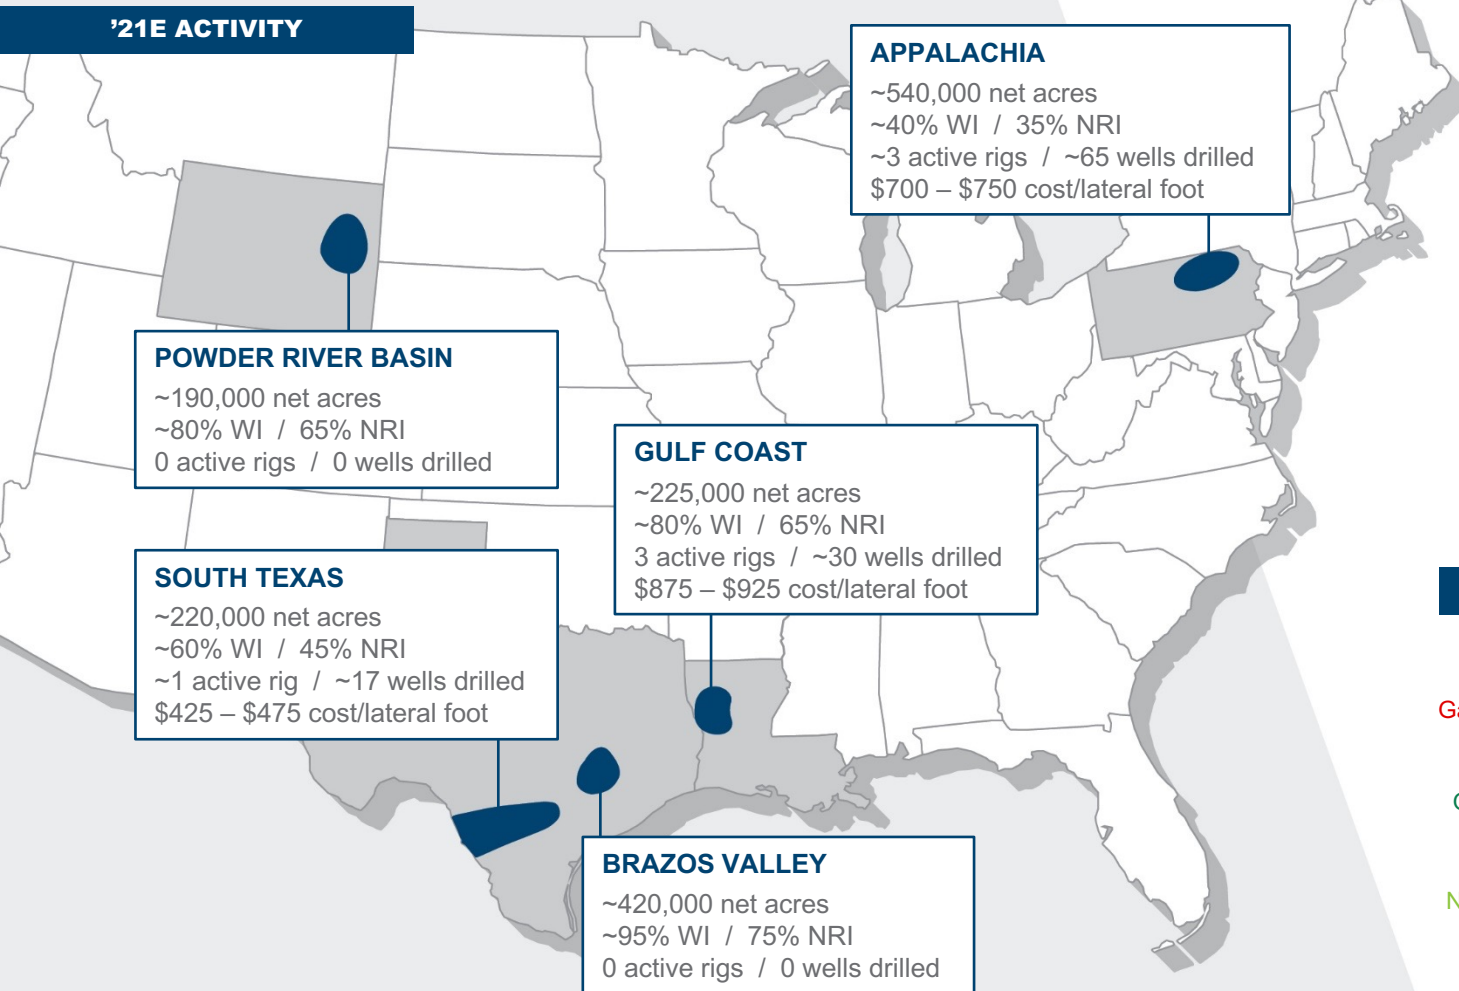 ’21E ACTIVITY
APPALACHIA
~540,000 net acres
~40% WI / 35% NRI
~3 active rigs / ~65 wells drilled
$700 – $750 cost/lateral foot
POWDER RIVER BASIN
~190,000 net acres
~80% WI / 65% NRI
0 active rigs / 0 wells drilled
GULF COAST
~225,000 net acres
~80% WI / 65% NRI
3 active rigs / ~30 wells drilled
$875 – $925 cost/lateral foot
SOUTH TEXAS
~220,000 net acres
~60% WI / 45% NRI
~1 active rig / ~17 wells drilled
$425 – $475 cost/lateral foot
BRAZOS VALLEY
~420,000 net acres
~95% WI / 75% NRI
0 active rigs / 0 wells drilled